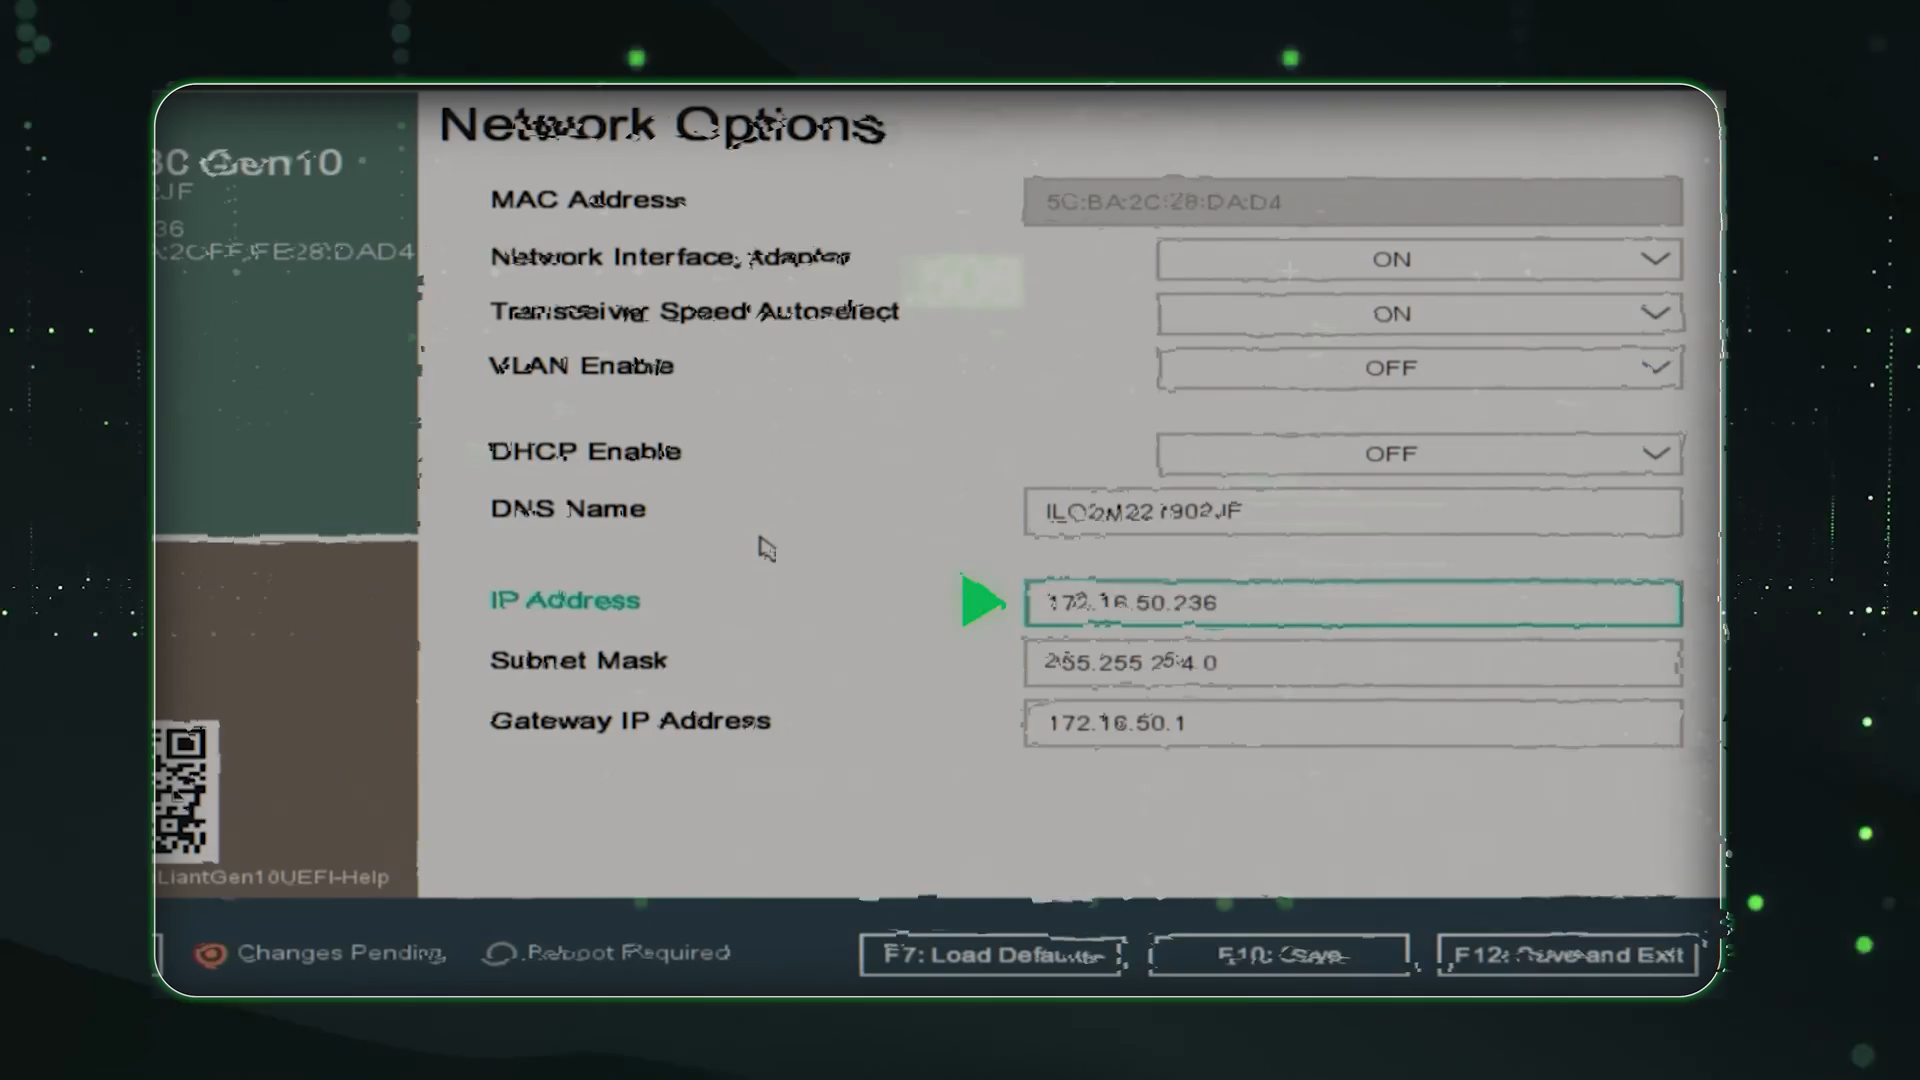 Network Options
Gen10
2JF
36
DAD4
MAC Address
5C:BA:2C:28:DA:D4
Network Interface Adapter
ON
Transceiver Speed Autoselect
ON
VLAN Enable
OFF
DHCP Enable
OFF
DNS Name
IP Address
172.16.50.236
Subnet Mask
255.255.254.0
Gateway IP Address
172.16.50.1
LiantGen10UEFI-Help
Changes Pending
Reboot Required
F7: Load Defaults
F10: Save
F12: Save and Exit